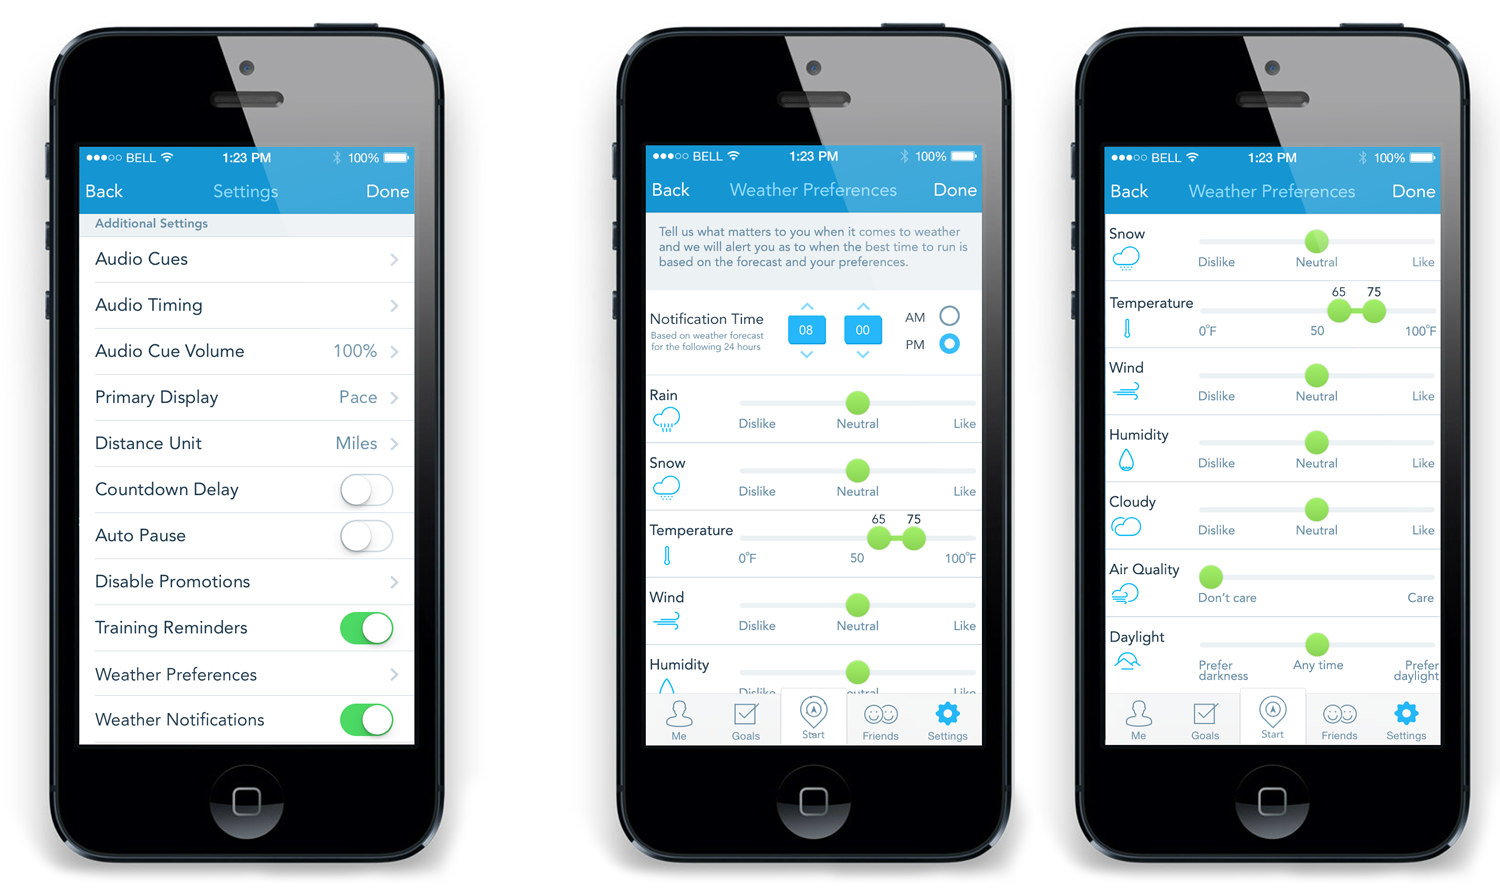 BELL 1:23 PM 100%
Back Settings Done
Additional Settings
Audio Cues
Audio Timing
Audio Cue Volume 100%
Primary Display Pace
Distance Unit Miles
Countdown Delay
Auto Pause
Disable Promotions
Training Reminders
Weather Preferences
Weather Notifications
BELL 1:23 PM 100%
Back Weather Preferences Done
Tell us what matters to you when it comes to weather
and we will alert you as to when the best time to run is
based on the forecast and your preferences.
Notification Time
Based on weather forecast
for the following 24 hours
08 00
AM
PM
Rain
Dislike Neutral Like
Snow
Dislike Neutral Like
65 75
Temperature
0°F 50 100°F
Wind
Dislike Neutral Like
Humidity
Dislike Neutral Like
Me Goals Start Friends Settings
BELL 1:23 PM 100%
Back Weather Preferences Done
Snow
Dislike Neutral Like
65 75
Temperature
0°F 50 100°F
Wind
Dislike Neutral Like
Humidity
Dislike Neutral Like
Cloudy
Dislike Neutral Like
Air Quality
Don't care Care
Daylight
Prefer darkness Any time Prefer daylight
Me Goals Start Friends Settings